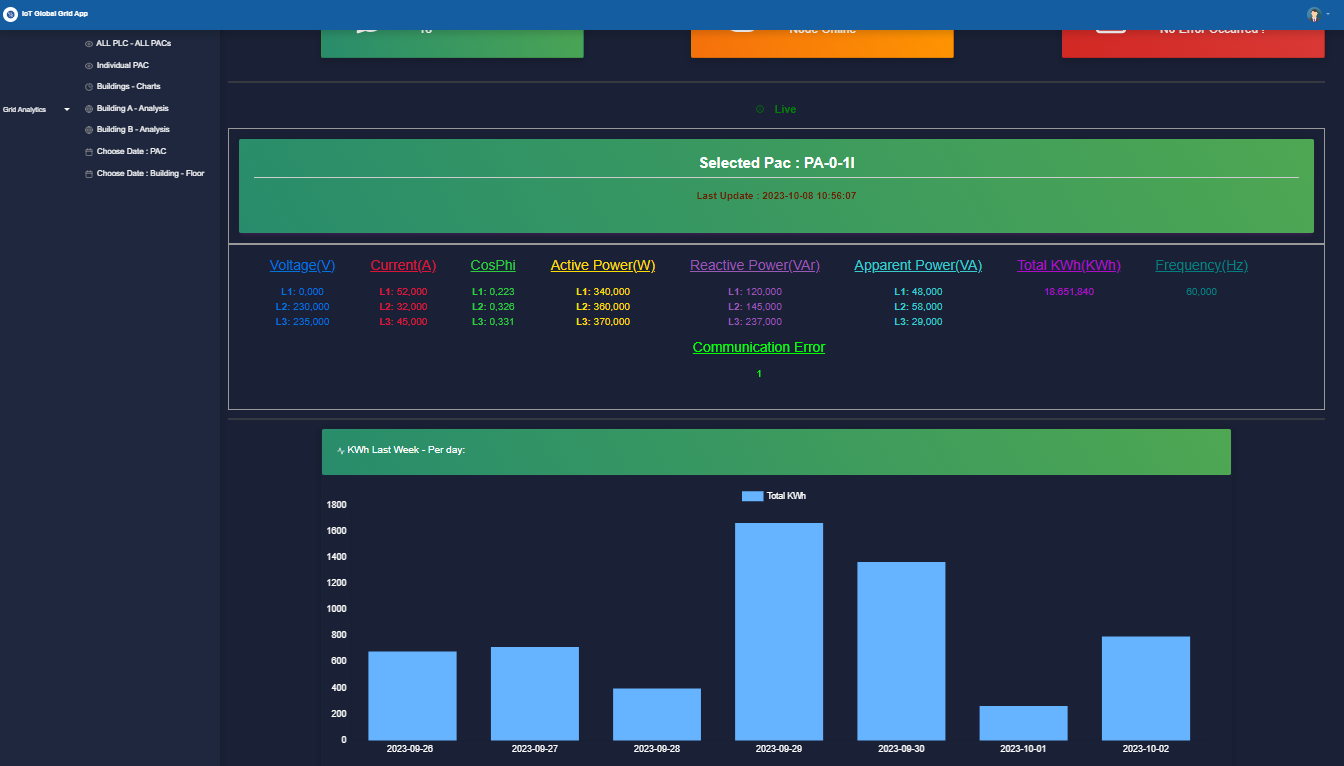 IoT Global Grid App
Node Online
No Error Occurred !
ALL PLC - ALL PACs
Individual PAC
Buildings - Charts
Grid Analytics
Building A - Analysis
Building B - Analysis
Choose Date : PAC
Choose Date : Building - Floor
Live
Selected Pac : PA-0-1I
Last Update : 2023-10-08 10:56:07
Voltage(V) Current(A) CosPhi Active Power(W) Reactive Power(VAr) Apparent Power(VA) Total KWh(KWh) Frequency(Hz)
L1: 0,000 L1: 52,000 L1: 0,223 L1: 340,000 L1: 120,000 L1: 48,000 18.651,840 60,000
L2: 230,000 L2: 32,000 L2: 0,326 L2: 360,000 L2: 145,000 L2: 58,000
L3: 235,000 L3: 45,000 L3: 0,331 L3: 370,000 L3: 237,000 L3: 29,000
Communication Error
1
KWh Last Week - Per day:
Total KWh
1800
1600
1400
1200
1000
800
600
400
200
0
2023-09-26 2023-09-27 2023-09-28 2023-09-29 2023-09-30 2023-10-01 2023-10-02